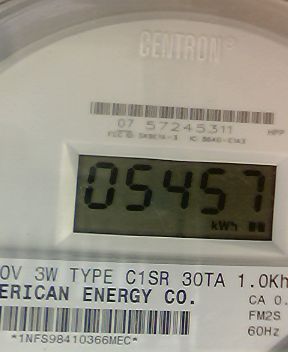 CENTRON®
07 57245311
HPP
05457
kWh
0V 3W TYPE C1SR 30TA 1.0Kh
ERICAN ENERGY CO.
CA 0.
FM2S
60Hz
*1NFS98410366MEC*